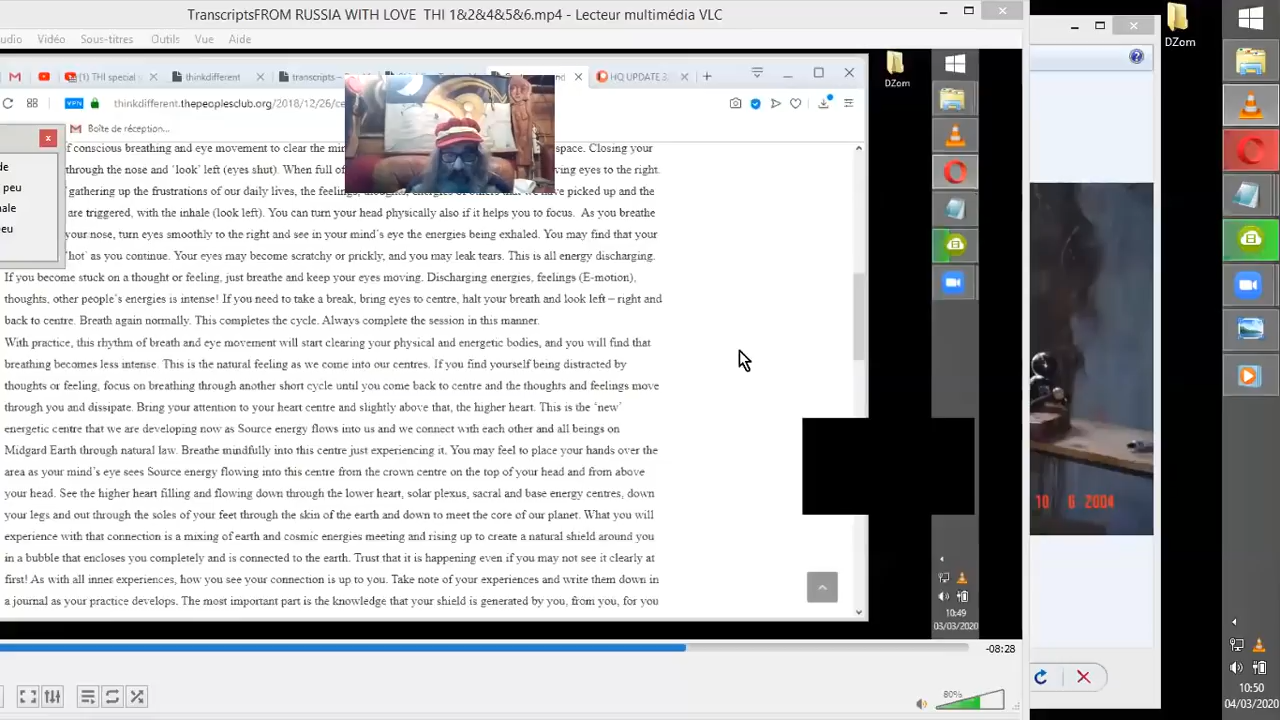 TranscriptsFROM RUSSIA WITH LOVE THI 1&2&4&5&6.mp4 - Lecteur multimédia VLC
udio Vidéo Sous-titres Outils Vue Aide
DZom
THI special thinkdifferent transcripts HQ UPDATE 3.
VPN thinkdifferent.thepeoplesclub.org/2018/12/26/ce
Boîte de réception...
DZom
f conscious breathing and eye movement to clear the space. Closing your
de
through the nose and 'look' left (eyes shut). When full of ving eyes to the right.
peu
gathering up the frustrations of our daily lives, the we have picked up and the
nale
are triggered, with the inhale (look left). You can turn your head physically also if it helps you to focus. As you breathe
peu
your nose, turn eyes smoothly to the right and see in your mind's eye the energies being exhaled. You may find that your
'hot' as you continue. Your eyes may become scratchy or prickly, and you may leak tears. This is all energy discharging.
If you become stuck on a thought or feeling, just breathe and keep your eyes moving. Discharging energies, feelings (E-motion),
thoughts, other people's energies is intense! If you need to take a break, bring eyes to centre, halt your breath and look left – right and
back to centre. Breath again normally. This completes the cycle. Always complete the session in this manner.
With practice, this rhythm of breath and eye movement will start clearing your physical and energetic bodies, and you will find that
breathing becomes less intense. This is the natural feeling as we come into our centres. If you find yourself being distracted by
thoughts or feeling, focus on breathing through another short cycle until you come back to centre and the thoughts and feelings move
through you and dissipate. Bring your attention to your heart centre and slightly above that, the higher heart. This is the 'new'
energetic centre that we are developing now as Source energy flows into us and we connect with each other and all beings on
Midgard Earth through natural law. Breathe mindfully into this centre just experiencing it. You may feel to place your hands over the
area as your mind's eye sees Source energy flowing into this centre from the crown centre on the top of your head and from above
your head. See the higher heart filling and flowing down through the lower heart, solar plexus, sacral and base energy centres, down
your legs and out through the soles of your feet through the skin of the earth and down to meet the core of our planet. What you will
experience with that connection is a mixing of earth and cosmic energies meeting and rising up to create a natural shield around you
in a bubble that encloses you completely and is connected to the earth. Trust that it is happening even if you may not see it clearly at
first! As with all inner experiences, how you see your connection is up to you. Take note of your experiences and write them down in
a journal as your practice develops. The most important part is the knowledge that your shield is generated by you, from you, for you
10 6 2004
10:49
03/03/2020
-08:28
80%
10:50
04/03/2020